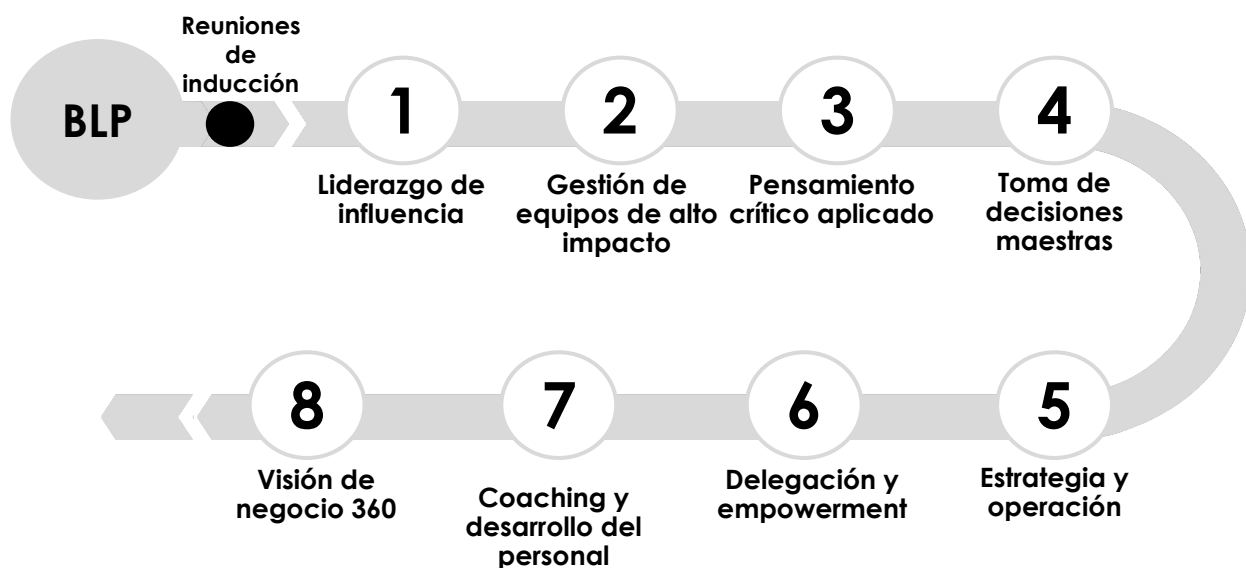 Reuniones
de
inducción
BLP
1
Liderazgo de
influencia
2
Gestión de
equipos de alto
impacto
3
Pensamiento
crítico aplicado
4
Toma de
decisiones
maestras
5
Estrategia y
operación
6
Delegación y
empowerment
7
Coaching y
desarrollo del
personal
8
Visión de
negocio 360